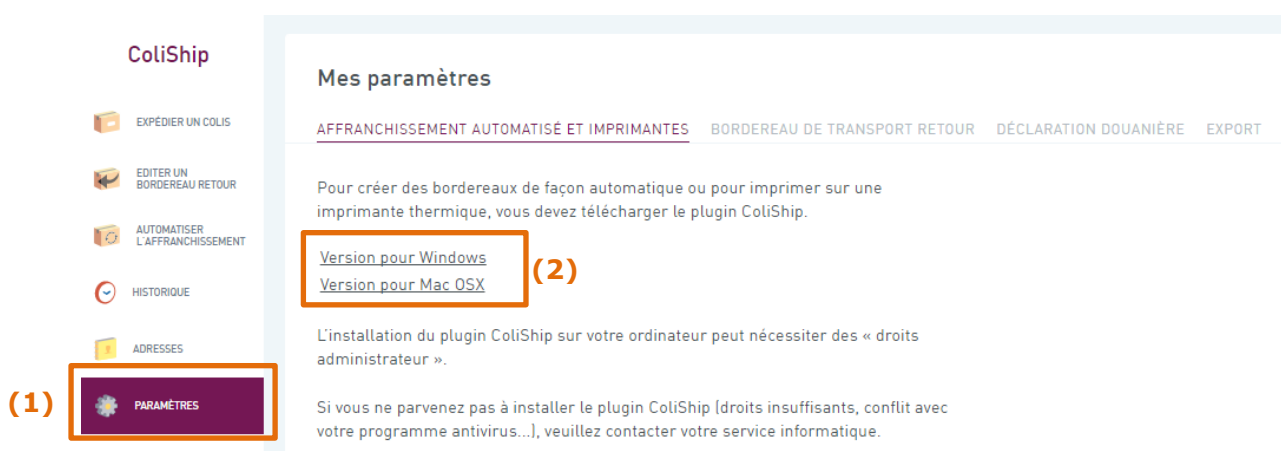 ColiShip
EXPÉDIER UN COLIS
EDITER UN
BORDEREAU RETOUR
AUTOMATISER
L'AFFRANCHISSEMENT
HISTORIQUE
ADRESSES
(1)
PARAMÈTRES
Mes paramètres
AFFRANCHISSEMENT AUTOMATISÉ ET IMPRIMANTES BORDEREAU DE TRANSPORT RETOUR DÉCLARATION DOUANIÈRE EXPORT
Pour créer des bordereaux de façon automatique ou pour imprimer sur une
imprimante thermique, vous devez télécharger le plugin ColiShip.
Version pour Windows
Version pour Mac OSX
(2)
L'installation du plugin ColiShip sur votre ordinateur peut nécessiter des « droits
administrateur ».
Si vous ne parvenez pas à installer le plugin ColiShip (droits insuffisants, conflit avec
votre programme antivirus...), veuillez contacter votre service informatique.